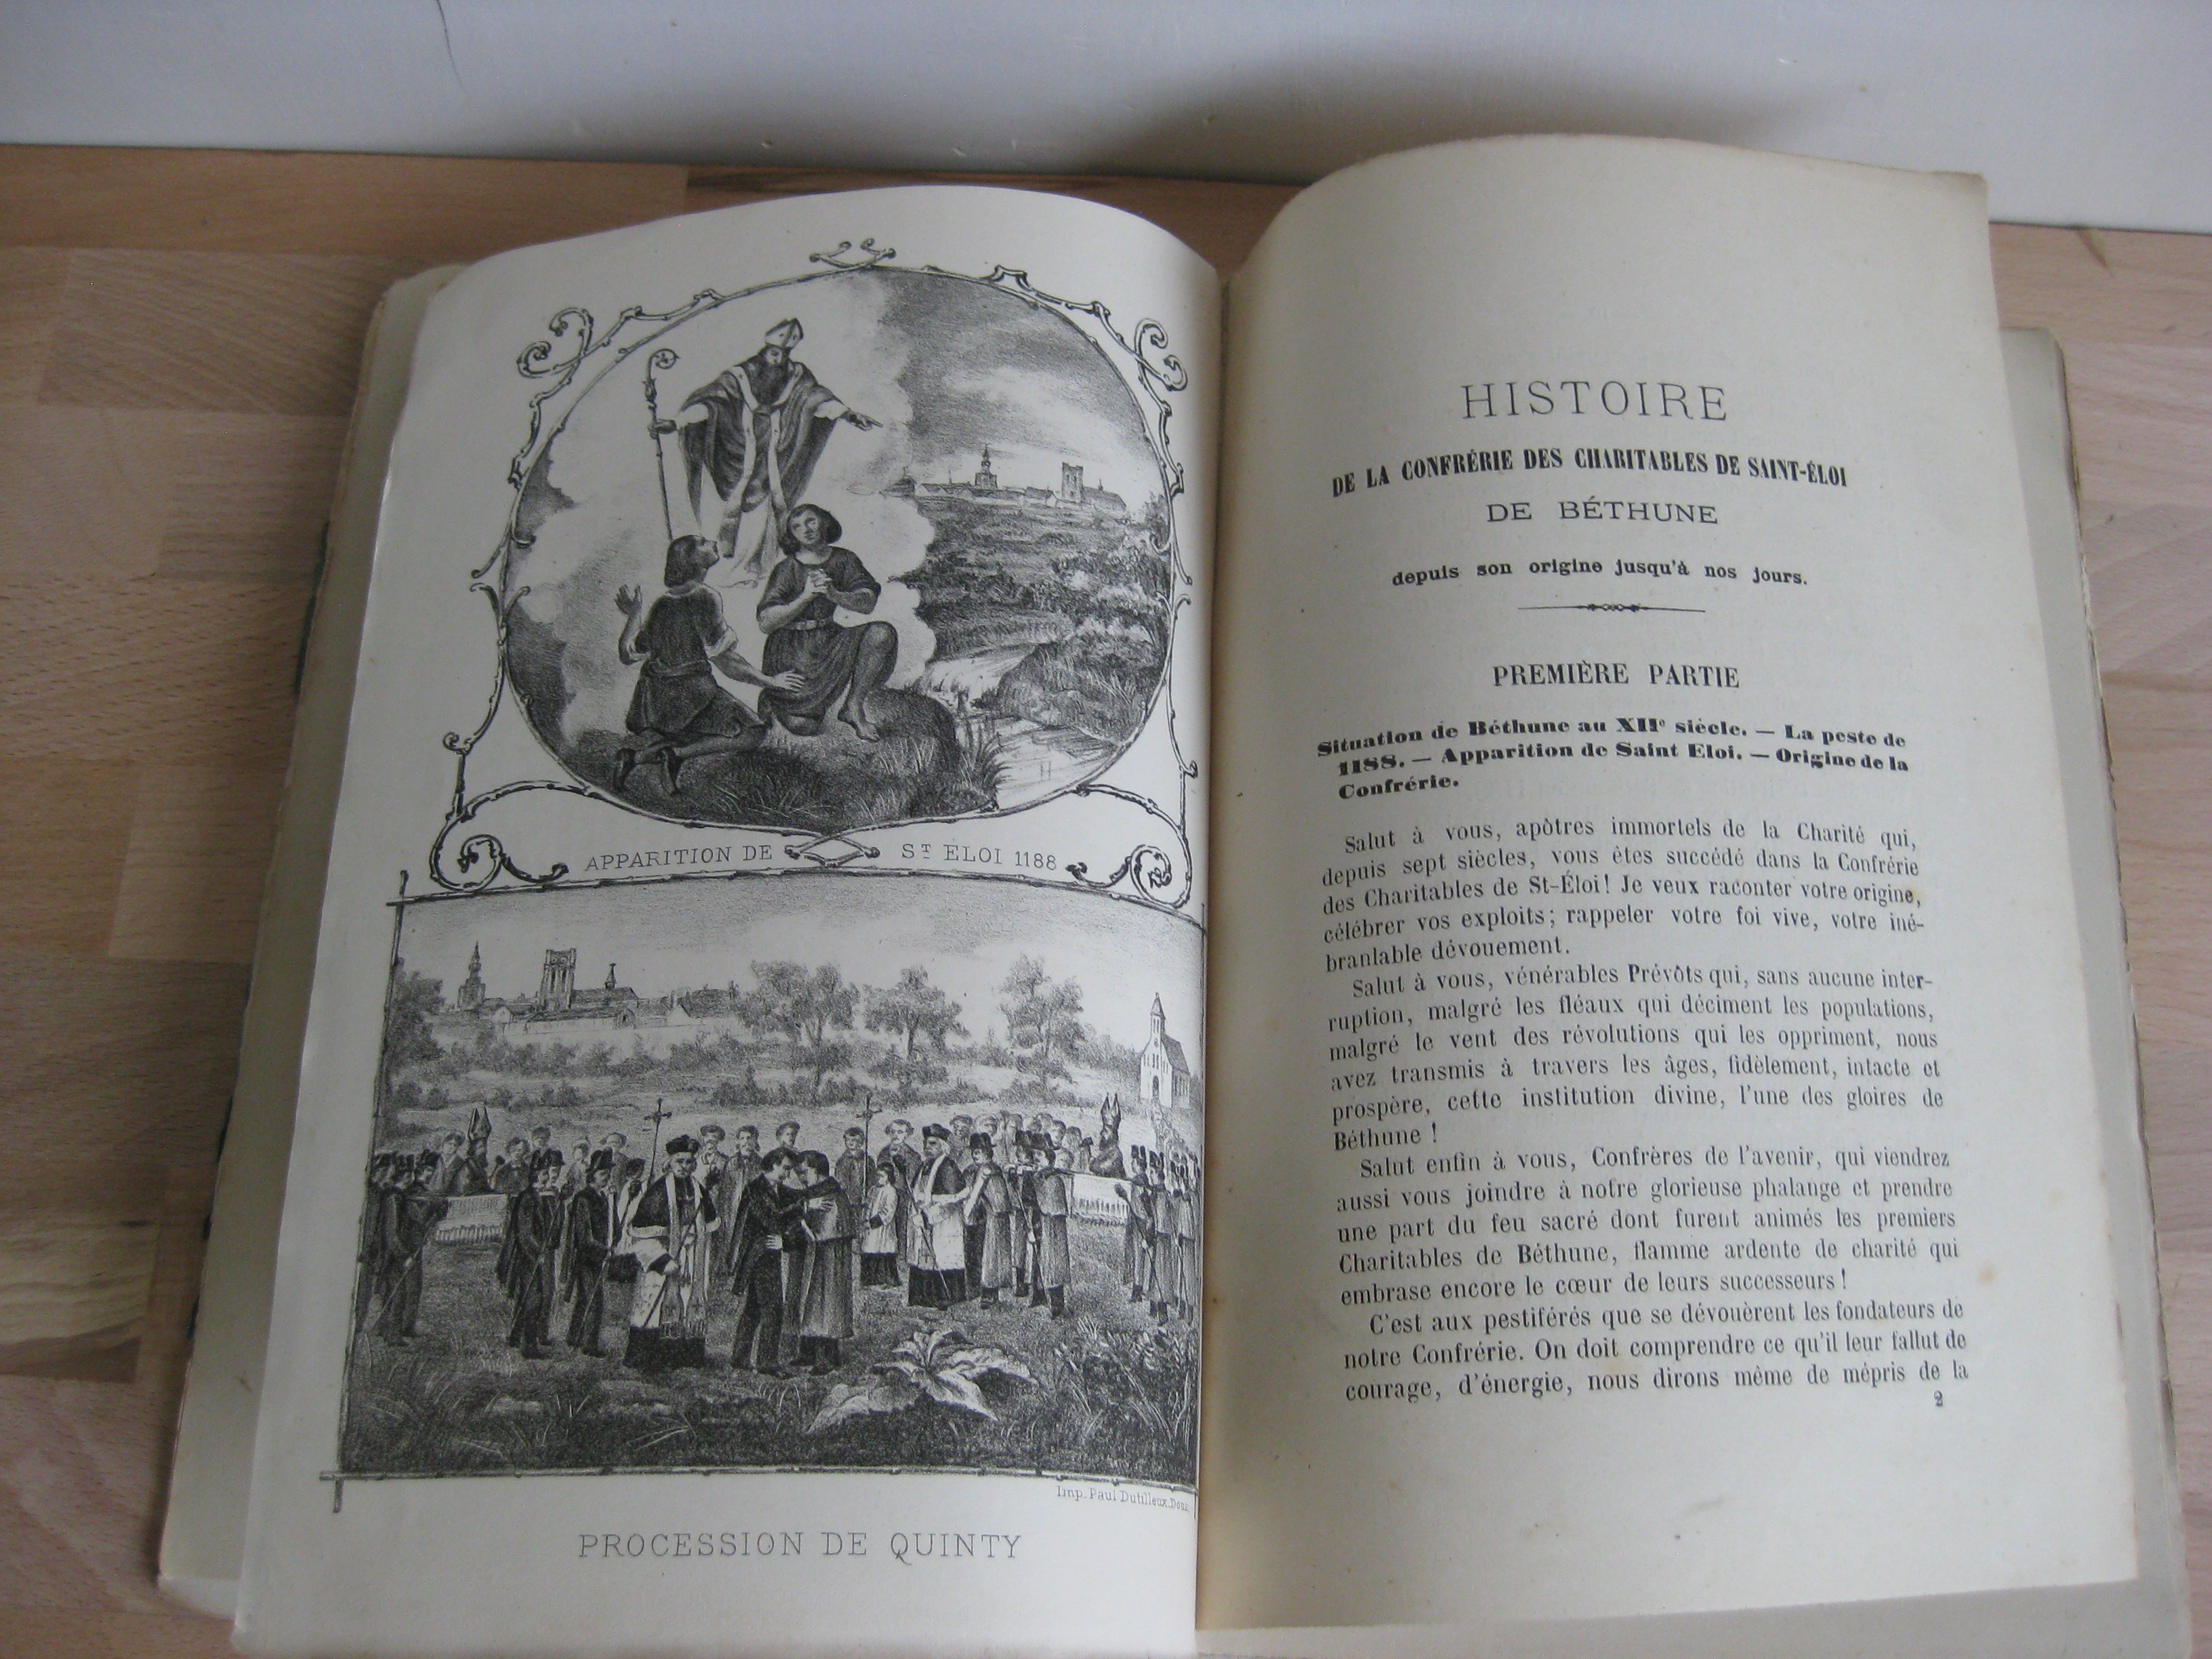 APPARITION DE ST ÉLOI 1188
Imp. Paul Dutilleux.
PROCESSION DE QUINTY
HISTOIRE
DE LA CONFRÉRIE DES CHARITABLES DE SAINT-ÉLOI
DE BÉTHUNE
depuis son origine jusqu'à nos jours.
PREMIÈRE PARTIE
Situation de Béthune au XIIe siècle. — La peste de
1188. — Apparition de Saint Eloi. — Origine de la
Confrérie.
Salut à vous, apôtres immortels de la Charité qui,
depuis sept siècles, vous êtes succédé dans la Confrérie
des Charitables de St-Éloi! Je veux raconter votre origine,
célébrer vos exploits; rappeler votre foi vive, votre iné-
branlable dévouement.
Salut à vous, vénérables Prévôts qui, sans aucune inter-
ruption, malgré les fléaux qui déciment les populations,
malgré le vent des révolutions qui les oppriment, nous
avez transmis à travers les âges, fidèlement, intacte et
prospère, cette institution divine, l'une des gloires de
Béthune !
Salut enfin à vous, Confrères de l'avenir, qui viendrez
aussi vous joindre à notre glorieuse phalange et prendre
une part du feu sacré dont furent animés les premiers
Charitables de Béthune, flamme ardente de charité qui
embrase encore le cœur de leurs successeurs !
C'est aux pestiférés que se dévouèrent les fondateurs de
notre Confrérie. On doit comprendre ce qu'il leur fallut de
courage, d'énergie, nous dirons même de mépris de la
2